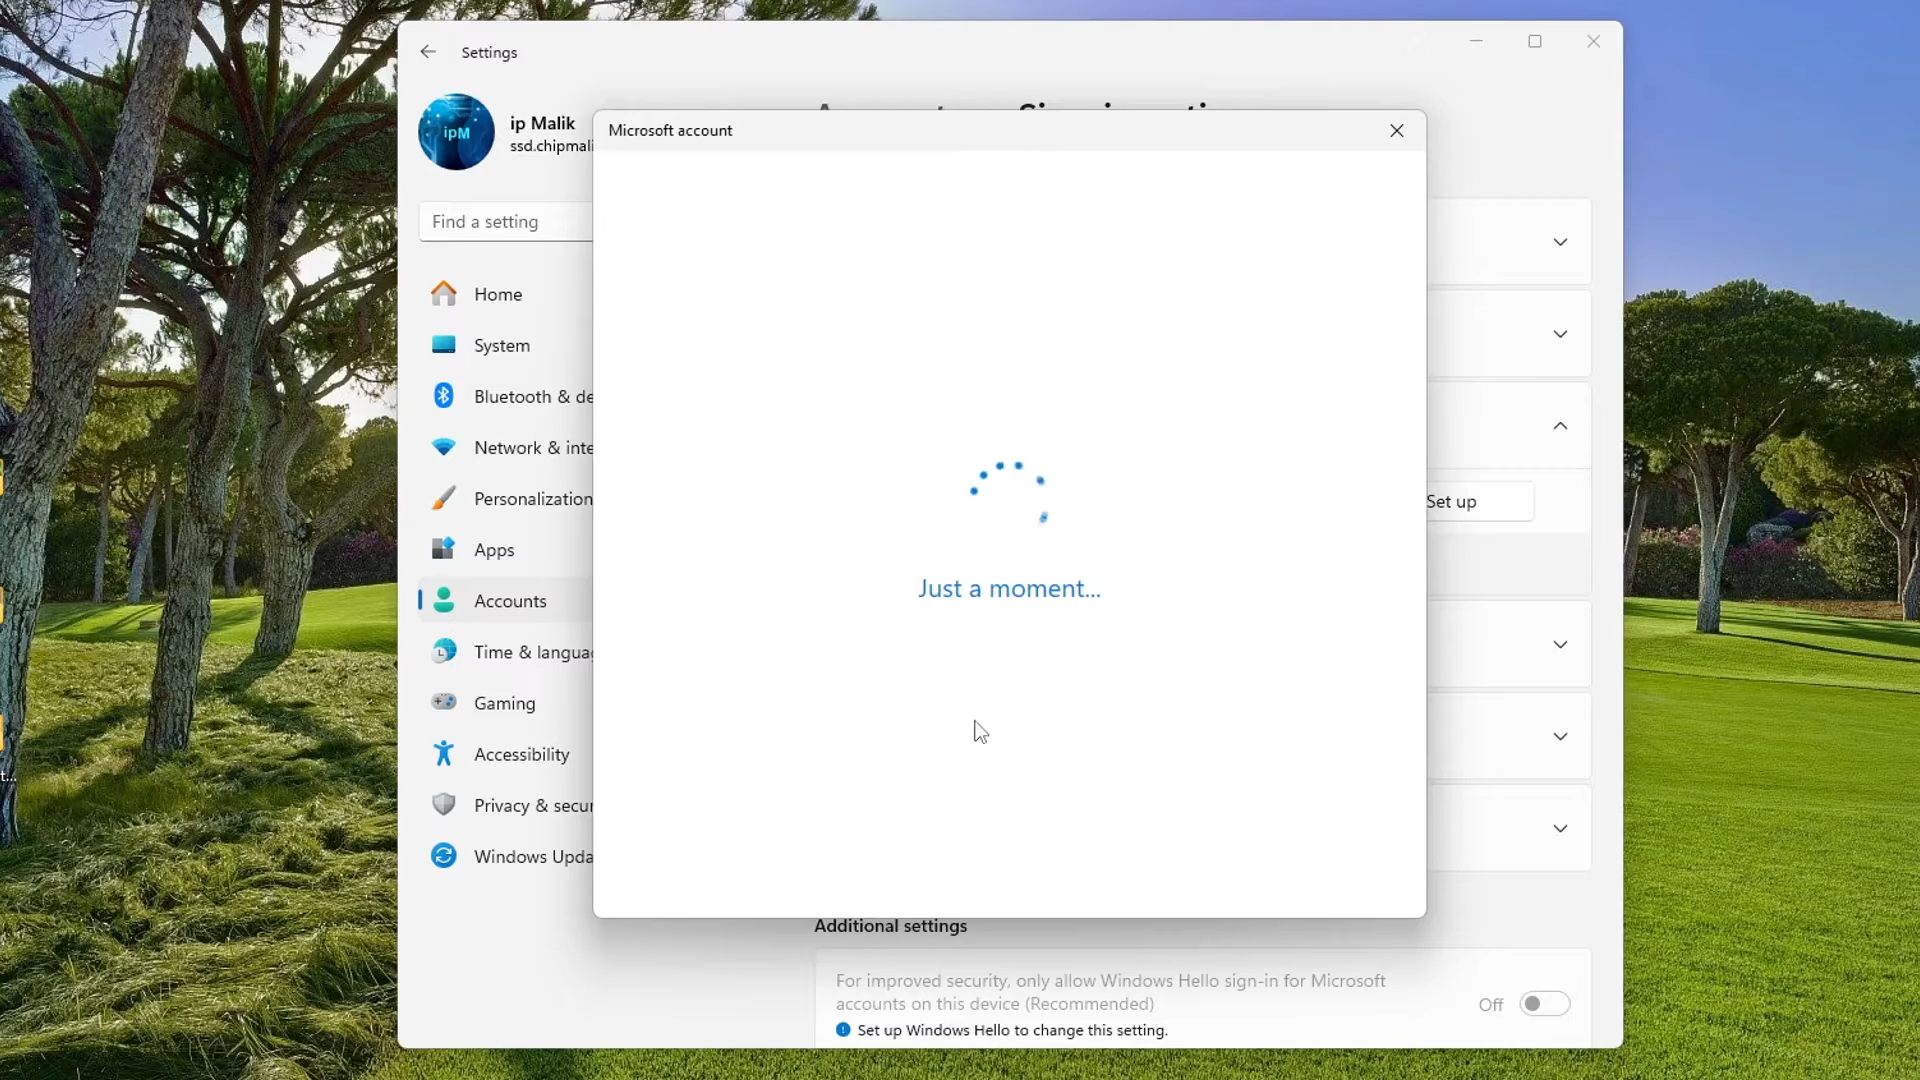 Settings
ipM
ip Malik
ssd.chipmali
Microsoft account
Find a setting
Home
System
Bluetooth & de
Network & inte
Personalization
Apps
Accounts
Time & langua
Gaming
Accessibility
Privacy & secur
Windows Upda
Just a moment...
Set up
t...
Additional settings
For improved security, only allow Windows Hello sign-in for Microsoft
accounts on this device (Recommended)
Off
Set up Windows Hello to change this setting.